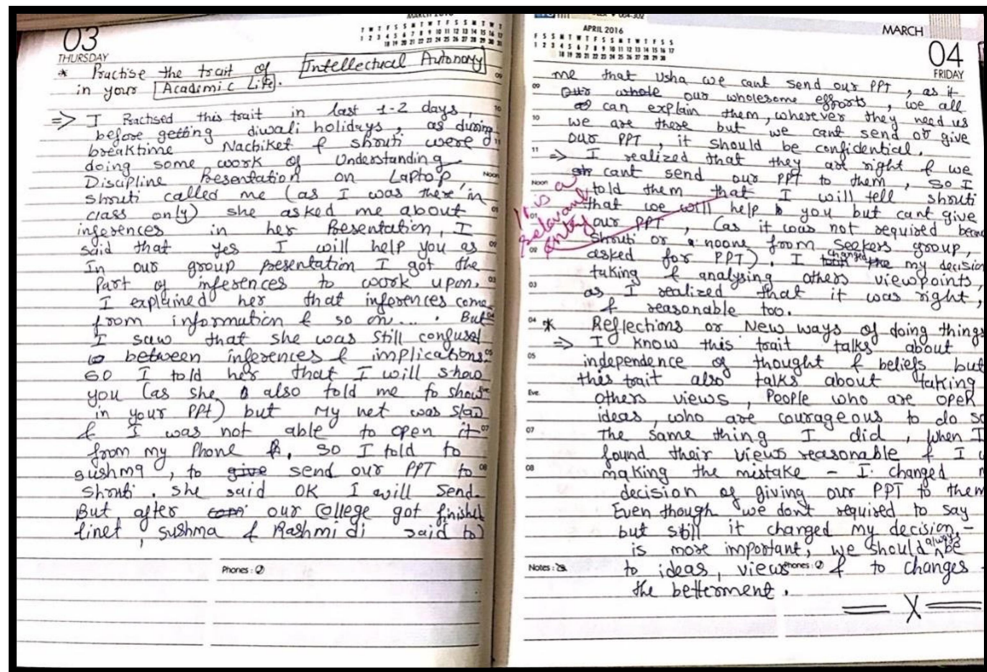 MARCH 2016
03
THURSDAY
* Practise the trait of Intellectual Autonomy
in your Academic Life.
=> I Practised this trait in last 1-2 days,
before getting diwali holidays, as during
breaktime Nachiket & shruti were
doing some work of Understanding
Discipline Presentation on Laptop
shruti called me (as I was there in
class only) she asked me about
inferences in her Presentation, I
said that yes I will help you as
In our group presentation I got the
Part of inferences to work upon.
I explained her that inferences come
from information & so on.... But
I saw that she was still confused
between inferences & implications
so I told her that I will show
you (as she also told me to show
in your PPt) but my net was slow
& I was not able to open it
from my Phone, so I told to
sushma, to give send our PPT to
shruti. she said OK I will send.
But after our College got finished
linet, sushma & Rashmi di said to
Phones :
APRIL 2016
MARCH
04
FRIDAY
me that Usha we cant send our PPT, as it
our whole our wholesome efforts, we all
can explain them, wherever they need us
we are there but we cant send or give
our PPT, it should be confidential.
=> I realized that they are right & we
cant send our PPT to them, so I
told them that I will tell shruti
that we will help you but cant give
our PPT, (as it was not required
shruti or noone from Seekers group,
asked for PPT) I changed my decision
taking & analysing others viewpoints,
as I realized that it was right,
& reasonable too.
It is a
relevant
entry
* Reflections or New ways of doing things
=> I know this trait talks about
independence of thought & beliefs but
this trait also talks about taking
others views, People who are open
ideas, who are courageous to do so
The same thing I did, when I
found their views reasonable & I
making the mistake - I changed
decision of giving our PPT to them
Even though we dont required to say
but still it changed my decision -
is more important, we should always be
to ideas, views & to changes
the betterment.
Notes :
Phones :
X